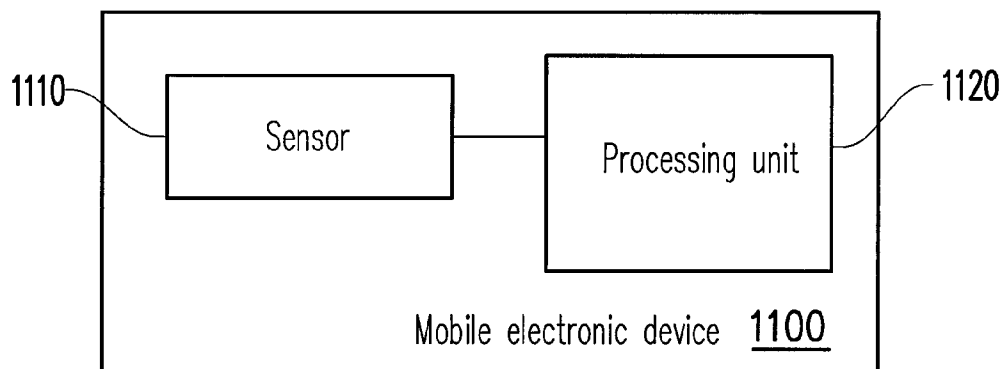 1110
Sensor
Processing unit
1120
Mobile electronic device 1100